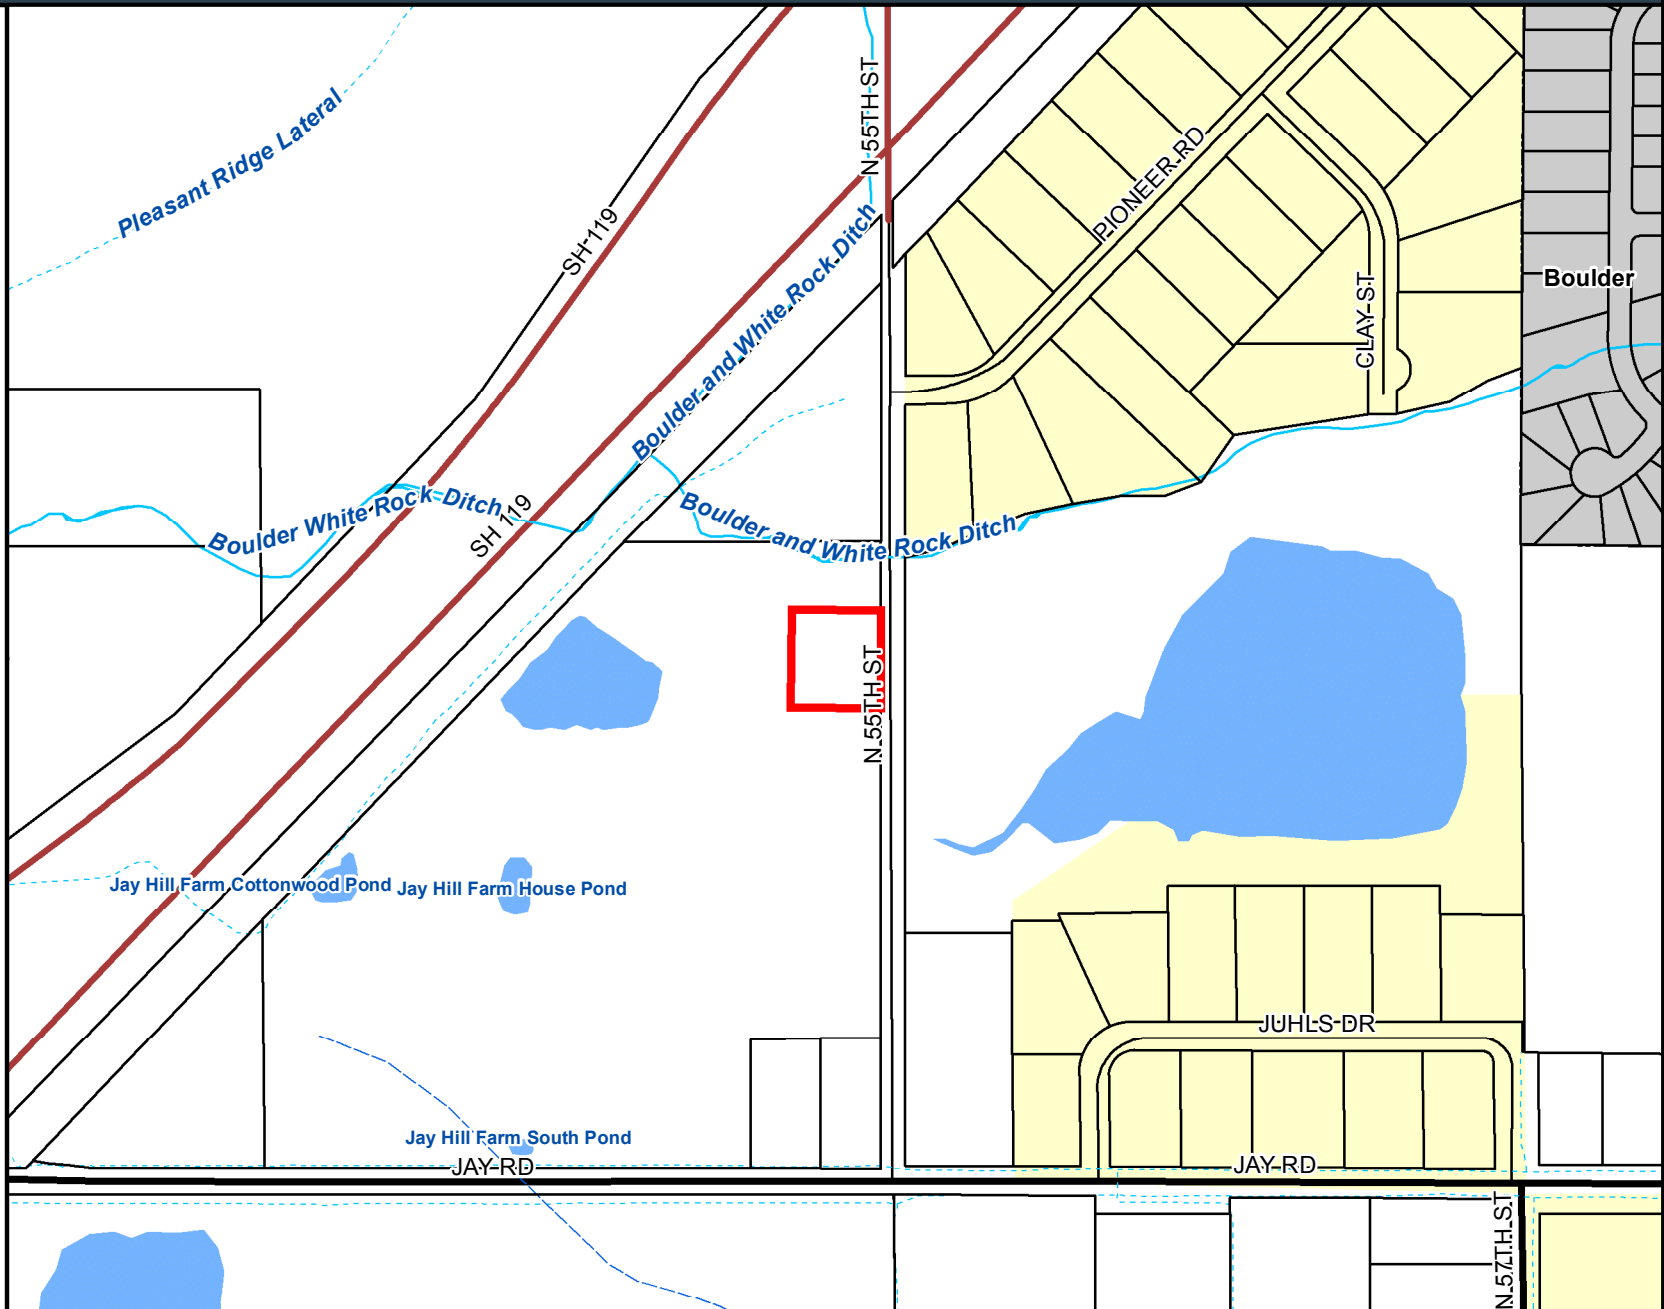 N 55TH ST
Pleasant Ridge Lateral
PIONEER RD
SH 119
Boulder and White Rock Ditch
Boulder
CLAY ST
Boulder White Rock Ditch
SH 119
Boulder and White Rock Ditch
N 55TH ST
Jay Hill Farm Cottonwood Pond
Jay Hill Farm House Pond
JUHLS DR
Jay Hill Farm South Pond
JAY RD
JAY RD
N 57TH ST